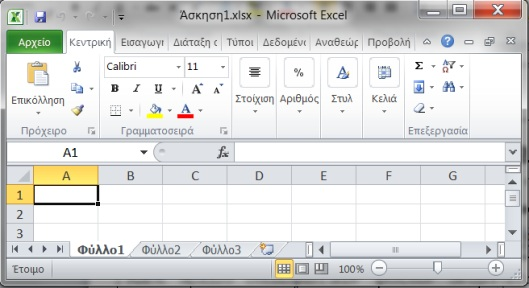 Άσκηση1.xlsx - Microsoft Excel
Αρχείο Κεντρική Εισαγωγή Διάταξη σ Τύποι Δεδομένα Αναθεώρ Προβολή
Calibri 11
B I U A A
Επικόλληση Στοίχιση Αριθμός Στυλ Κελιά
Πρόχειρο Γραμματοσειρά Επεξεργασία
A1 fx
A B C D E F G
1
2
3
Φύλλο1 Φύλλο2 Φύλλο3
Έτοιμο 100%